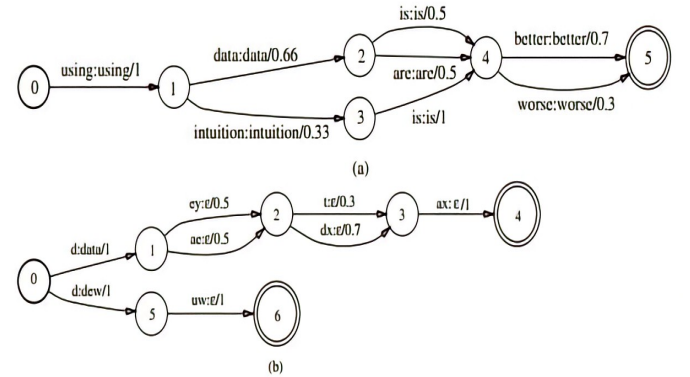 is:is/0.5
data:data/0.66
better:better/0.7
using:using/1
0
1
2
4
5
are:are/0.5
3
intuition:intuition/0.33
is:is/1
worse:worse/0.3
(a)
ey:ε/0.5
t:ε/0.3
ax: ε /1
2
3
4
d:data/1
1
ae:ε/0.5
dx:ε/0.7
0
d:dew/1
5
uw:ε/1
6
(b)